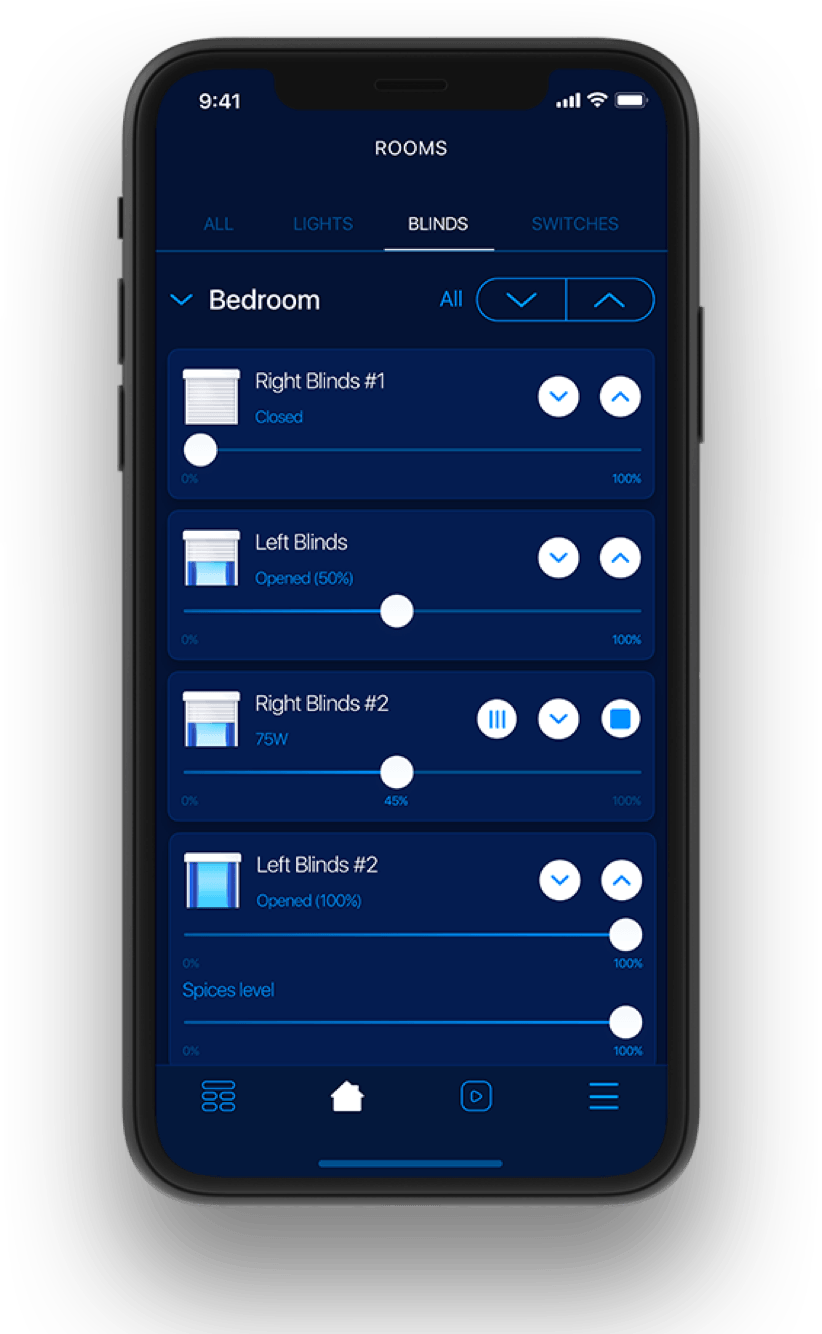 9:41
ROOMS
ALL LIGHTS BLINDS SWITCHES
Bedroom All
Right Blinds #1
Closed
0% 100%
Left Blinds
Opened (50%)
0% 100%
Right Blinds #2
75W
0% 45% 100%
Left Blinds #2
Opened (100%)
0% 100%
Spices level
0% 100%